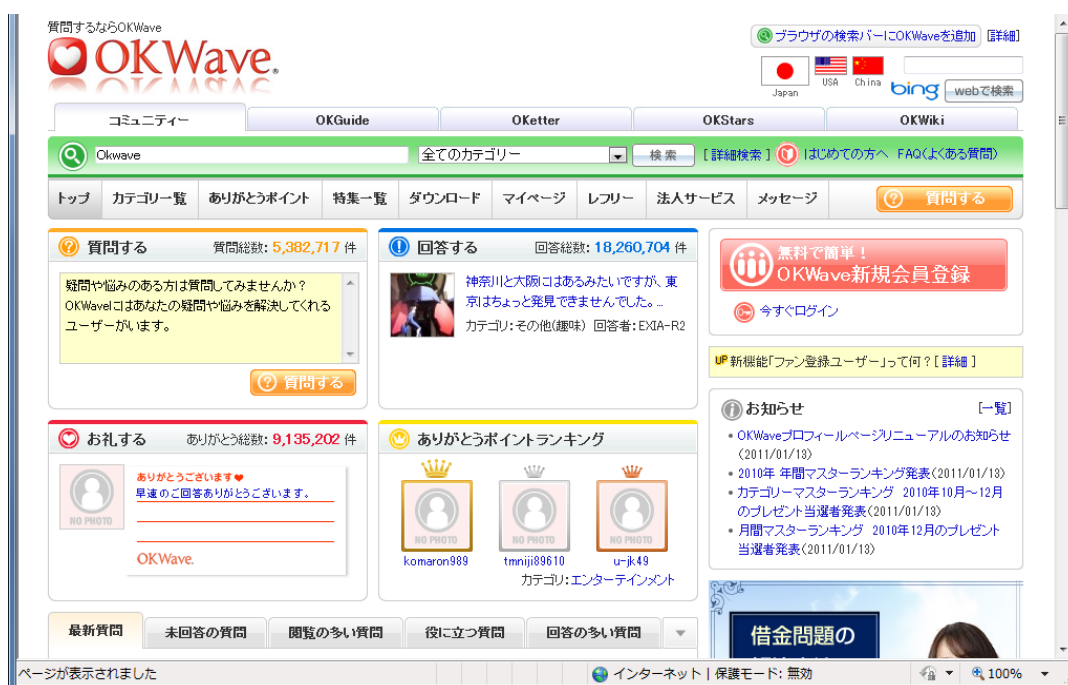 質問するならOKWave
OKWave.
ブラウザの検索バーにOKWaveを追加 [詳細]
Japan USA China bing webで検索
コミュニティー OKGuide OKetter OKStars OKWiki
Okwave 全てのカテゴリー 検索 [詳細検索] はじめての方へ FAQ(よくある質問)
トップ カテゴリー一覧 ありがとうポイント 特集一覧 ダウンロード マイページ レフリー 法人サービス メッセージ 質問する
質問する 質問総数: 5,382,717 件
疑問や悩みのある方は質問してみませんか?
OKWaveにはあなたの疑問や悩みを解決してくれる
ユーザーがいます。
質問する
回答する 回答総数: 18,260,704 件
神奈川と大阪にはあるみたいですが、東
京はちょっと発見できませんでした。...
カテゴリ:その他(趣味) 回答者:EXIA-R2
無料で簡単!
OKWave新規会員登録
今すぐログイン
UP 新機能「ファン登録ユーザー」って何?[詳細]
お礼する ありがとう総数: 9,135,202 件
NO PHOTO
ありがとうございます
早速のご回答ありがとうございます。
OKWave.
ありがとうポイントランキング
NO PHOTO NO PHOTO NO PHOTO
komaron989 tmniji89610 u-jk49
カテゴリ:エンターテインメント
お知らせ [一覧]
・OKWaveプロフィールページリニューアルのお知らせ
(2011/01/13)
・2010年 年間マスターランキング発表(2011/01/13)
・カテゴリーマスターランキング 2010年10月~12月
のプレゼント当選者発表(2011/01/13)
・月間マスターランキング 2010年12月のプレゼント
当選者発表(2011/01/13)
最新質問 未回答の質問 閲覧の多い質問 役に立つ質問 回答の多い質問
借金問題の
ページが表示されました インターネット | 保護モード: 無効 100%